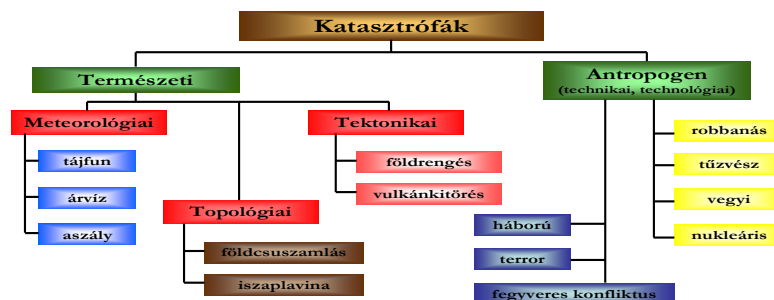 Katasztrófák
Természeti
Antropogen
(technikai, technológiai)
Meteorológiai
tájfun
árvíz
aszály
Topológiai
földcsuszamlás
iszaplavina
Tektonikai
földrengés
vulkánkitörés
háború
terror
fegyveres konfliktus
robbanás
tűzvész
vegyi
nukleáris